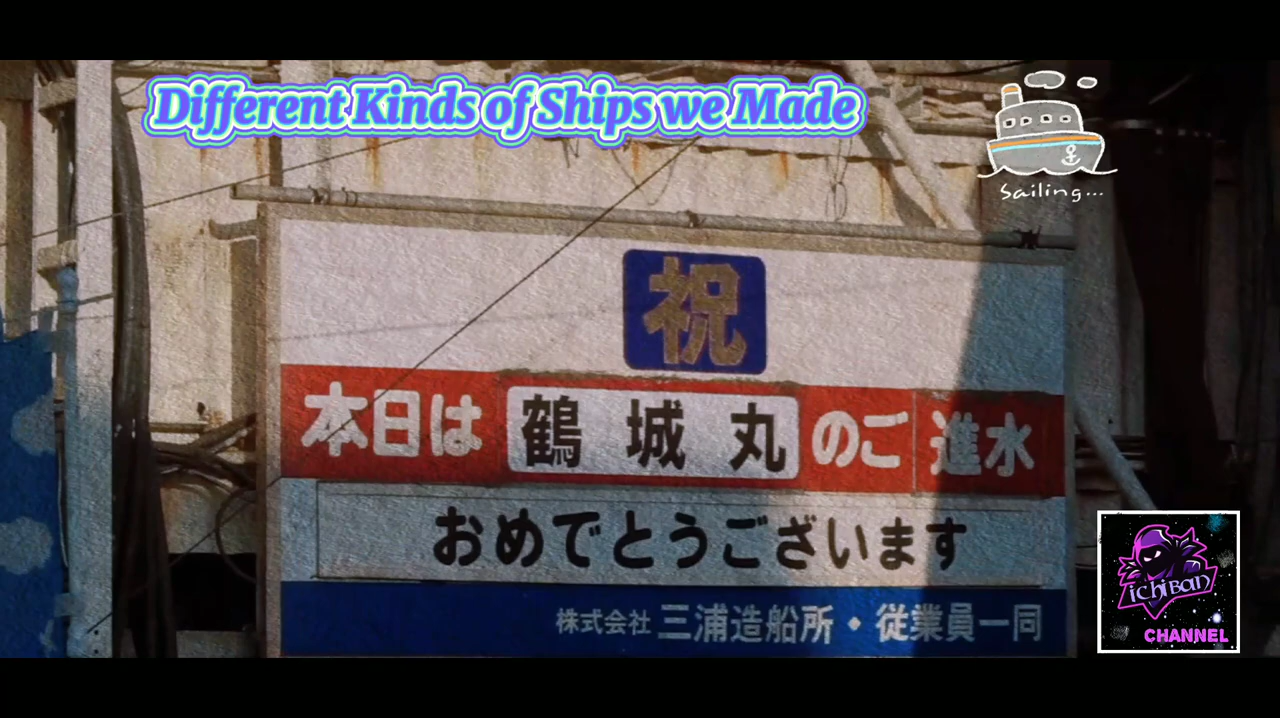 Different Kinds of Ships we Made
Sailing...
祝
本日は 鶴城丸 のご進水
おめでとうございます
株式会社 三浦造船所・従業員一同
ichiBan
CHANNEL